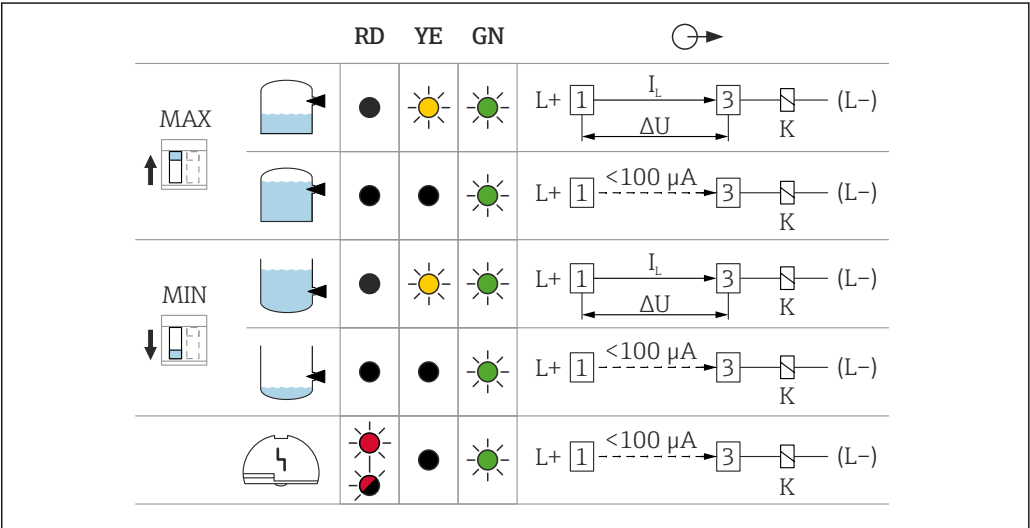 RD YE GN
MAX
L+ 1 I_L 3 (L–)
ΔU K
L+ 1 <100 µA 3 (L–)
K
MIN
L+ 1 I_L 3 (L–)
ΔU K
L+ 1 <100 µA 3 (L–)
K
L+ 1 <100 µA 3 (L–)
K